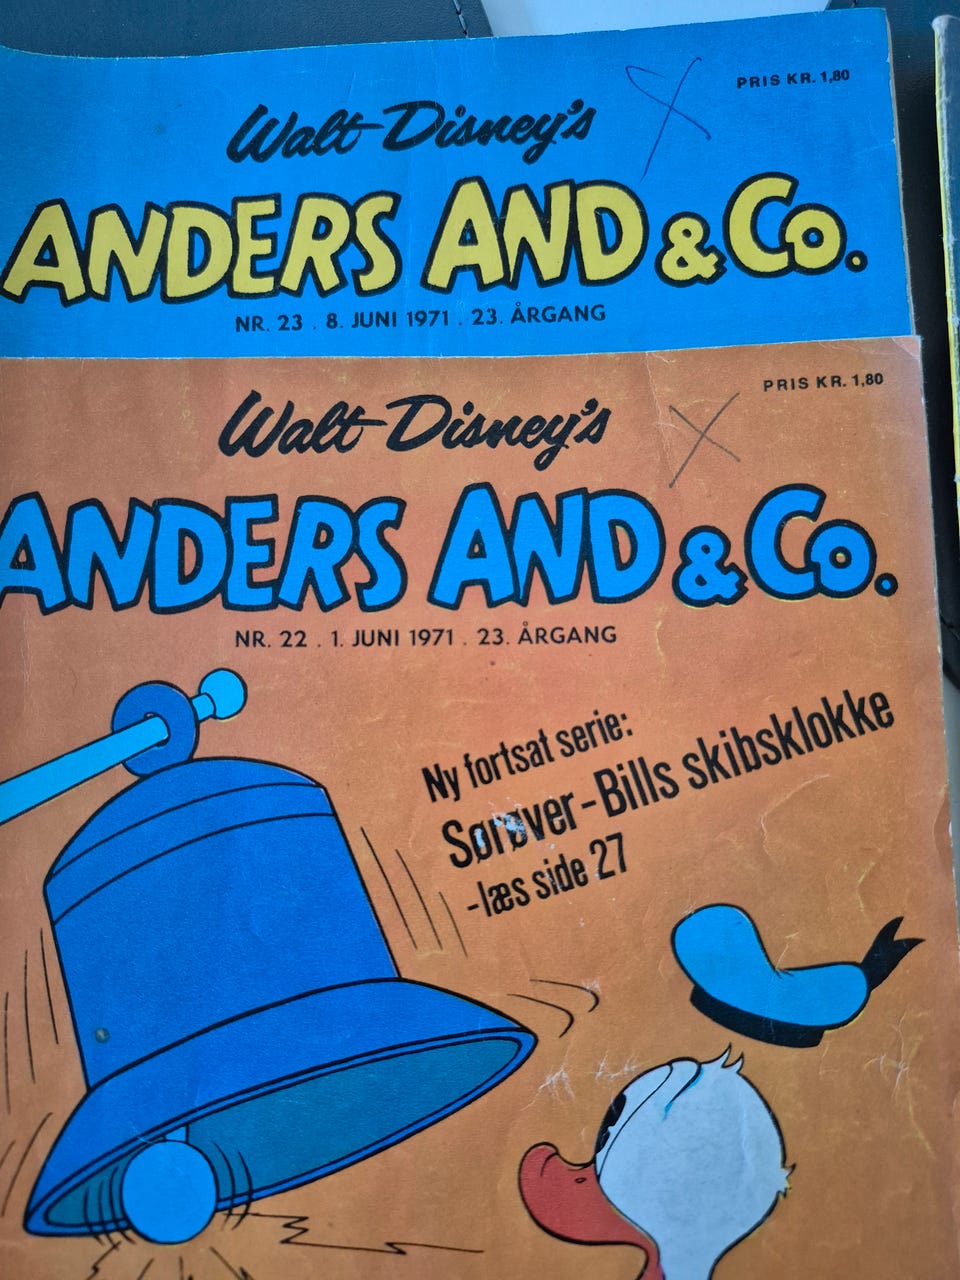 PRIS KR. 1,80
Walt Disney's
ANDERS AND & Co.
NR. 23 . 8. JUNI 1971 . 23. ÅRGANG
PRIS KR. 1,80
Walt Disney's
ANDERS AND & Co.
NR. 22 . 1. JUNI 1971 . 23. ÅRGANG
Ny fortsat serie:
Sørøver-Bills skibsklokke
-læs side 27